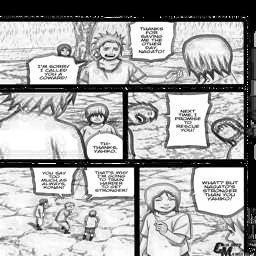 THANKS
FOR
SAVING
ME THE
OTHER
DAY,
NAGATO!
I'M SORRY
I CALLED
YOU A
COWARD!
NEXT
TIME, I
PROMISE
TO
RESCUE
YOU!
TH-
THANKS,
YAHIKO.
YOU SAY
TOO
MUCH, AS
ALWAYS,
KONAN!
THAT'S WHY
I'M GOING
TO TRAIN
HARDER
TO GET
STRONGER!
WHAT? BUT
NAGATO'S
STRONGER
THAN YOU
YAHIKO!